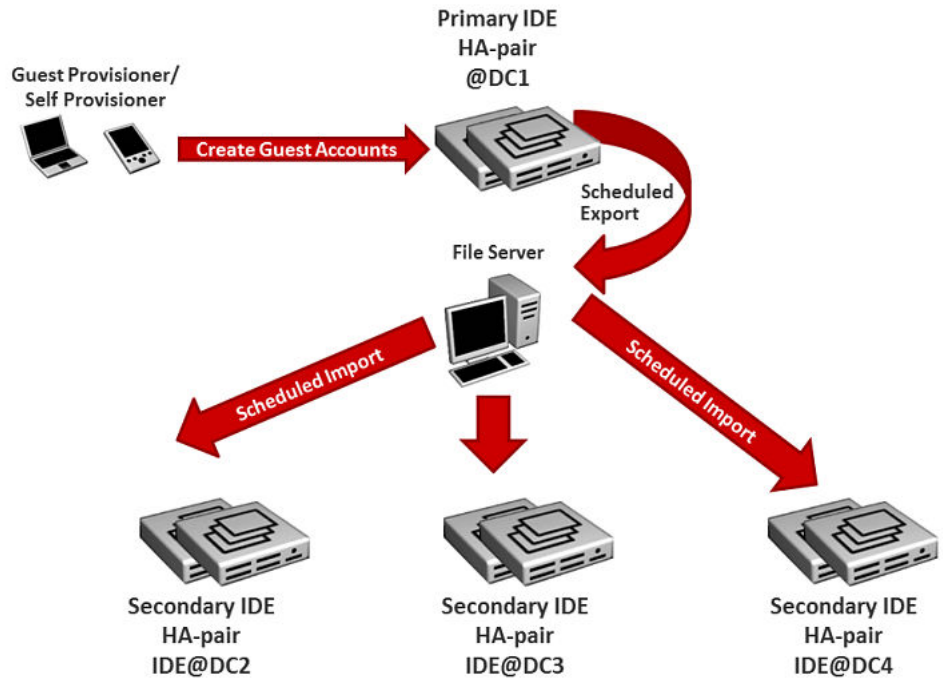 Primary IDE
HA-pair
@DC1
Guest Provisioner/
Self Provisioner
Create Guest Accounts
Scheduled
Export
File Server
Scheduled Import
Scheduled Import
Secondary IDE
HA-pair
IDE@DC2
Secondary IDE
HA-pair
IDE@DC3
Secondary IDE
HA-pair
IDE@DC4